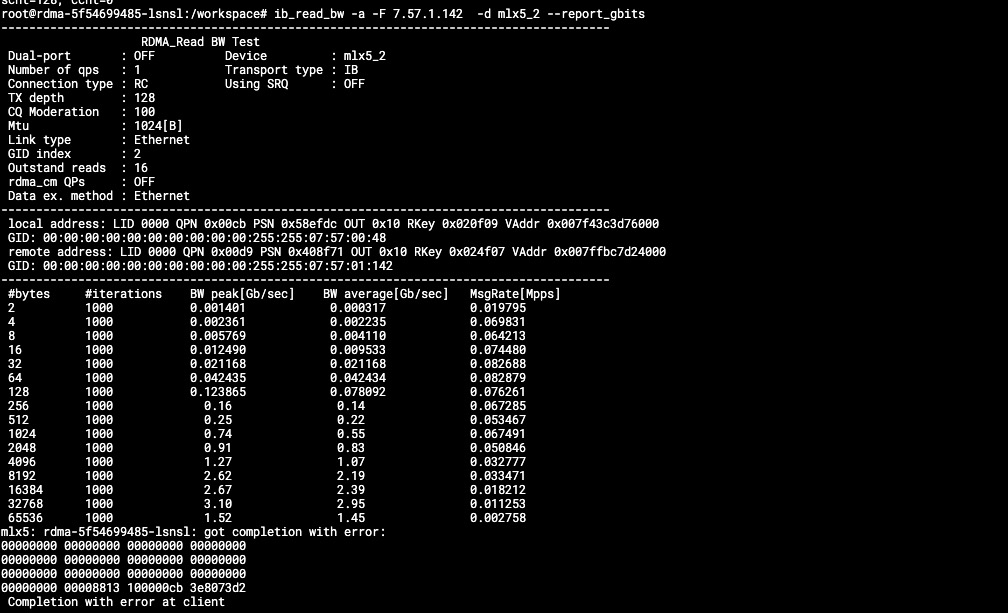 root@rdma-5f54699485-lsnsl:/workspace# ib_read_bw -a -F 7.57.1.142  -d mlx5_2 --report_gbits
---------------------------------------------------------------------------------------
                    RDMA_Read BW Test
 Dual-port       : OFF          Device         : mlx5_2
 Number of qps   : 1            Transport type : IB
 Connection type : RC           Using SRQ      : OFF
 TX depth        : 128
 CQ Moderation   : 100
 Mtu             : 1024[B]
 Link type       : Ethernet
 GID index       : 2
 Outstand reads  : 16
 rdma_cm QPs     : OFF
 Data ex. method : Ethernet
---------------------------------------------------------------------------------------
 local address: LID 0000 QPN 0x00cb PSN 0x58efdc OUT 0x10 RKey 0x020f09 VAddr 0x007f43c3d76000
 GID: 00:00:00:00:00:00:00:00:00:00:255:255:07:57:00:48
 remote address: LID 0000 QPN 0x00d9 PSN 0x408f71 OUT 0x10 RKey 0x024f07 VAddr 0x007ffbc7d24000
 GID: 00:00:00:00:00:00:00:00:00:00:255:255:07:57:01:142
---------------------------------------------------------------------------------------
 #bytes     #iterations    BW peak[Gb/sec]    BW average[Gb/sec]   MsgRate[Mpps]
 2          1000           0.001401            0.000317            0.019795
 4          1000           0.002361            0.002235            0.069831
 8          1000           0.005769            0.004110            0.064213
 16         1000           0.012490            0.009533            0.074480
 32         1000           0.021168            0.021168            0.082688
 64         1000           0.042435            0.042434            0.082879
 128        1000           0.123865            0.078092            0.076261
 256        1000             0.16               0.14               0.067285
 512        1000             0.25               0.22               0.053467
 1024       1000             0.74               0.55               0.067491
 2048       1000             0.91               0.83               0.050846
 4096       1000             1.27               1.07               0.032777
 8192       1000             2.62               2.19               0.033471
 16384      1000             2.67               2.39               0.018212
 32768      1000             3.10               2.95               0.011253
 65536      1000             1.52               1.45               0.002758
mlx5: rdma-5f54699485-lsnsl: got completion with error:
00000000 00000000 00000000 00000000
00000000 00000000 00000000 00000000
00000000 00000000 00000000 00000000
00000000 00008813 100000cb 3e8073d2
 Completion with error at client